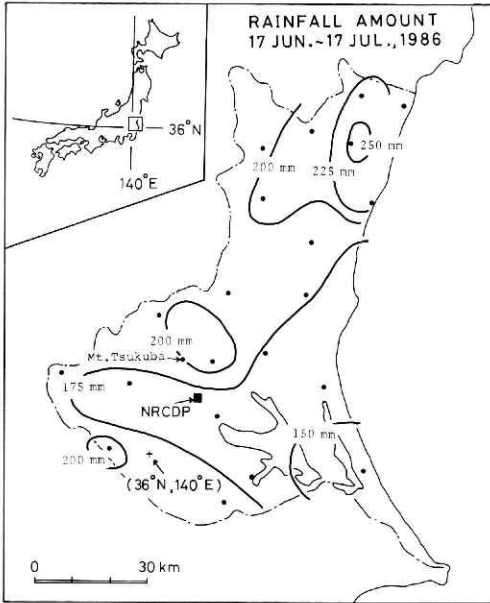 RAINFALL AMOUNT
17 JUN.~17 JUL., 1986
36°N
140°E
250 mm
200 mm
225 mm
200 mm
Mt.Tsukuba
175 mm
NRCDP
150 mm
200 mm
(36°N, 140°E)
0 30 km